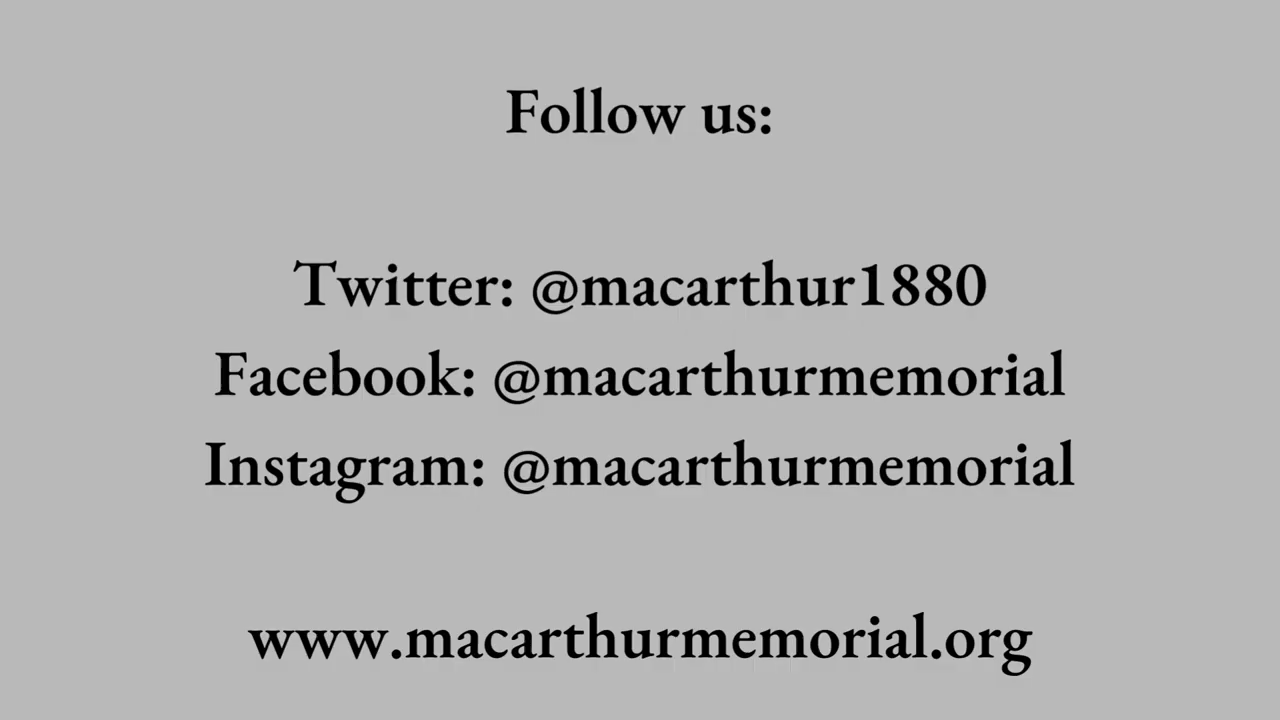 Follow us:
Twitter: @macarthur1880
Facebook: @macarthurmemorial
Instagram: @macarthurmemorial
www.macarthurmemorial.org